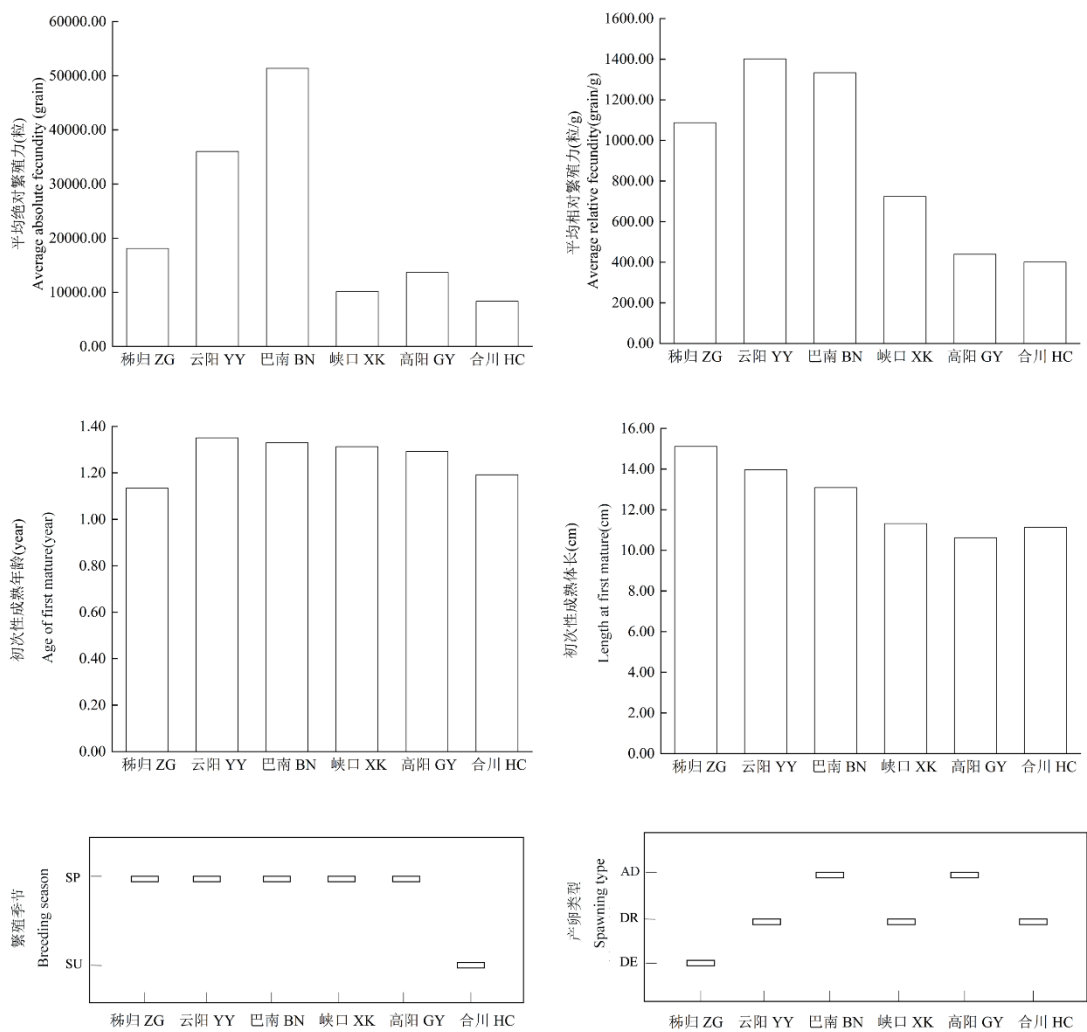 平均绝对繁殖力(粒)
Average absolute fecundity (grain)
60000.00
50000.00
40000.00
30000.00
20000.00
10000.00
0.00
秭归 ZG 云阳 YY 巴南 BN 峡口 XK 高阳 GY 合川 HC
平均相对繁殖力(粒/g)
Average relative fecundity(grain/g)
1600.00
1400.00
1200.00
1000.00
800.00
600.00
400.00
200.00
0.00
秭归 ZG 云阳 YY 巴南 BN 峡口 XK 高阳 GY 合川 HC
初次性成熟年龄(year)
Age of first mature(year)
1.40
1.20
1.00
0.80
0.60
0.40
0.20
0.00
秭归 ZG 云阳 YY 巴南 BN 峡口 XK 高阳 GY 合川 HC
初次性成熟体长(cm)
Length at first mature(cm)
16.00
14.00
12.00
10.00
8.00
6.00
4.00
2.00
0.00
秭归 ZG 云阳 YY 巴南 BN 峡口 XK 高阳 GY 合川 HC
繁殖季节
Breeding season
SP
SU
秭归 ZG 云阳 YY 巴南 BN 峡口 XK 高阳 GY 合川 HC
产卵类型
Spawning type
AD
DR
DE
秭归 ZG 云阳 YY 巴南 BN 峡口 XK 高阳 GY 合川 HC